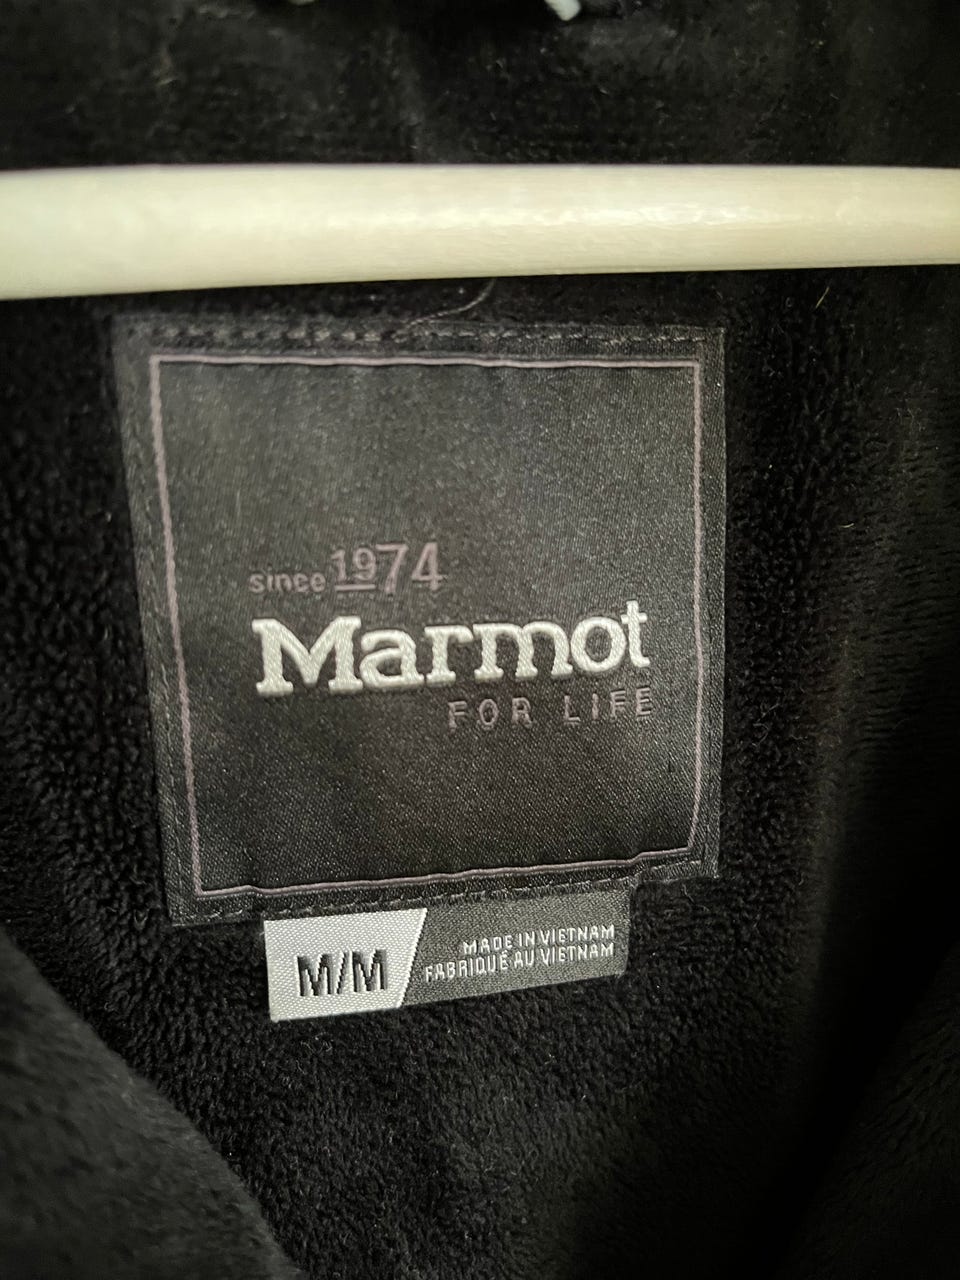 since 1974
Marmot
FOR LIFE
M/M
MADE IN VIETNAM
FABRIQUÉ AU VIETNAM